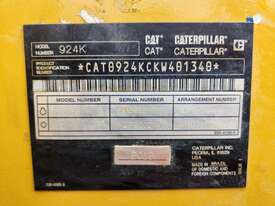 MODEL NUMBER 924K
CAT CATERPILLAR
CAT® CATERPILLAR®
PRODUCT IDENTIFICATION NUMBER *CAT0924KCKW401340*
MODEL NUMBER SERIAL NUMBER ARRANGEMENT NUMBER
CATERPILLAR INC.
PEORIA, IL 61629
USA
MADE IN BRAZIL
OF DOMESTIC AND
FOREIGN COMPONENTS